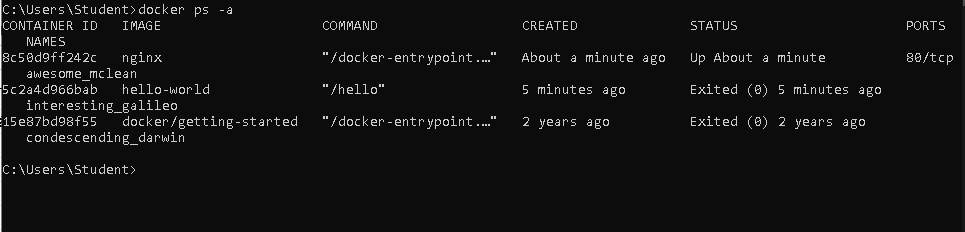 C:\Users\Student>docker ps -a
CONTAINER ID   IMAGE                    COMMAND                  CREATED              STATUS                     PORTS
   NAMES
8c50d9ff242c   nginx                    "/docker-entrypoint.…"   About a minute ago   Up About a minute          80/tcp
   awesome_mclean
5c2a4d966bab   hello-world              "/hello"                 5 minutes ago        Exited (0) 5 minutes ago
   interesting_galileo
15e87bd98f55   docker/getting-started   "/docker-entrypoint.…"   2 years ago          Exited (0) 2 years ago
   condescending_darwin
C:\Users\Student>